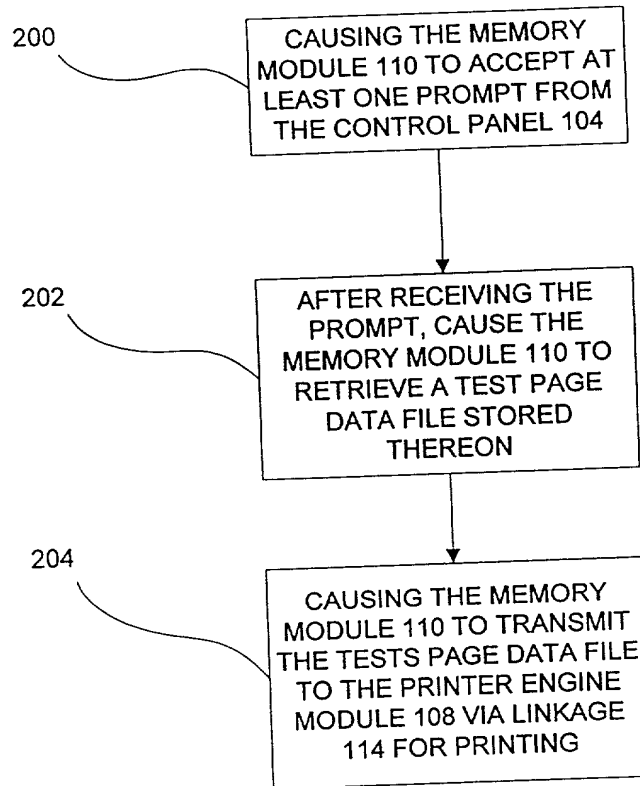 200
CAUSING THE MEMORY
MODULE 110 TO ACCEPT AT
LEAST ONE PROMPT FROM
THE CONTROL PANEL 104
202
AFTER RECEIVING THE
PROMPT, CAUSE THE
MEMORY MODULE 110 TO
RETRIEVE A TEST PAGE
DATA FILE STORED
THEREON
204
CAUSING THE MEMORY
MODULE 110 TO TRANSMIT
THE TESTS PAGE DATA FILE
TO THE PRINTER ENGINE
MODULE 108 VIA LINKAGE
114 FOR PRINTING